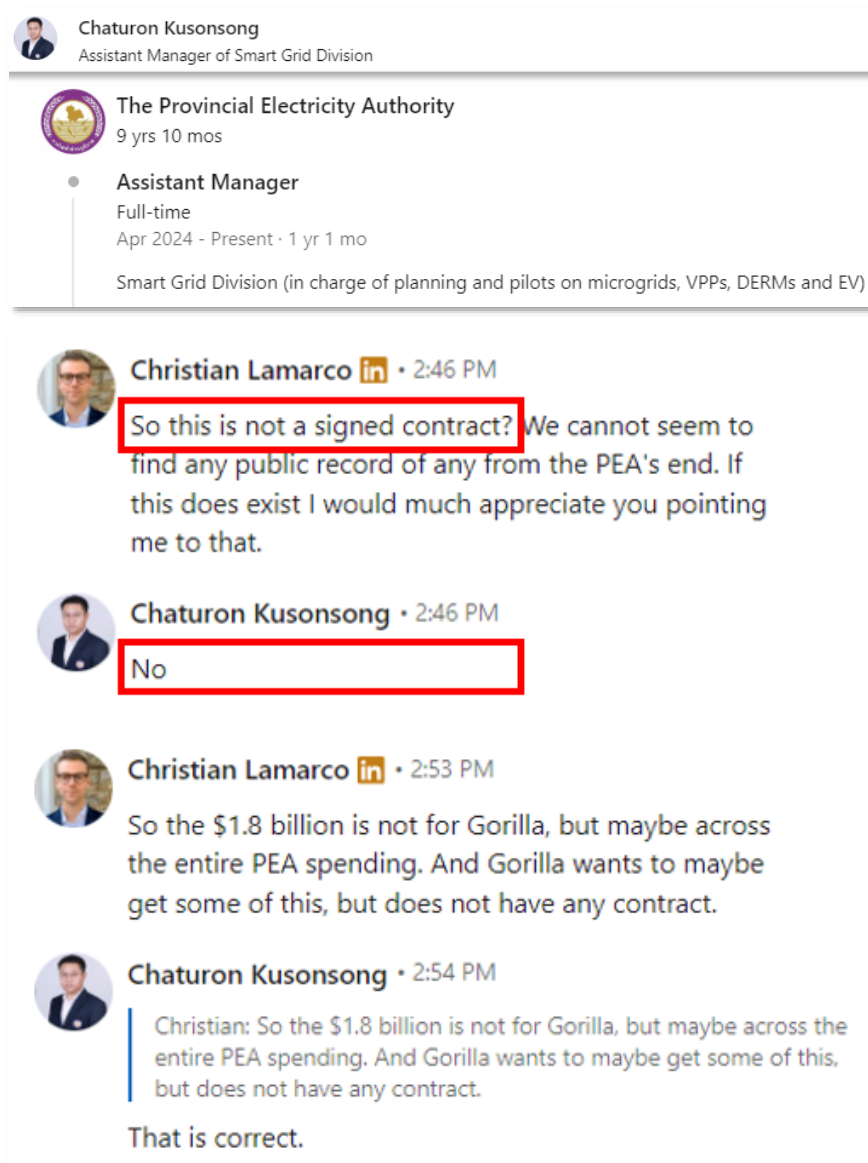 Chaturon Kusonsong
Assistant Manager of Smart Grid Division
The Provincial Electricity Authority
9 yrs 10 mos
Assistant Manager
Full-time
Apr 2024 - Present · 1 yr 1 mo
Smart Grid Division (in charge of planning and pilots on microgrids, VPPs, DERMs and EV)
Christian Lamarco in • 2:46 PM
So this is not a signed contract? We cannot seem to
find any public record of any from the PEA's end. If
this does exist I would much appreciate you pointing
me to that.
Chaturon Kusonsong • 2:46 PM
No
Christian Lamarco in • 2:53 PM
So the $1.8 billion is not for Gorilla, but maybe across
the entire PEA spending. And Gorilla wants to maybe
get some of this, but does not have any contract.
Chaturon Kusonsong • 2:54 PM
Christian: So the $1.8 billion is not for Gorilla, but maybe across the
entire PEA spending. And Gorilla wants to maybe get some of this,
but does not have any contract.
That is correct.